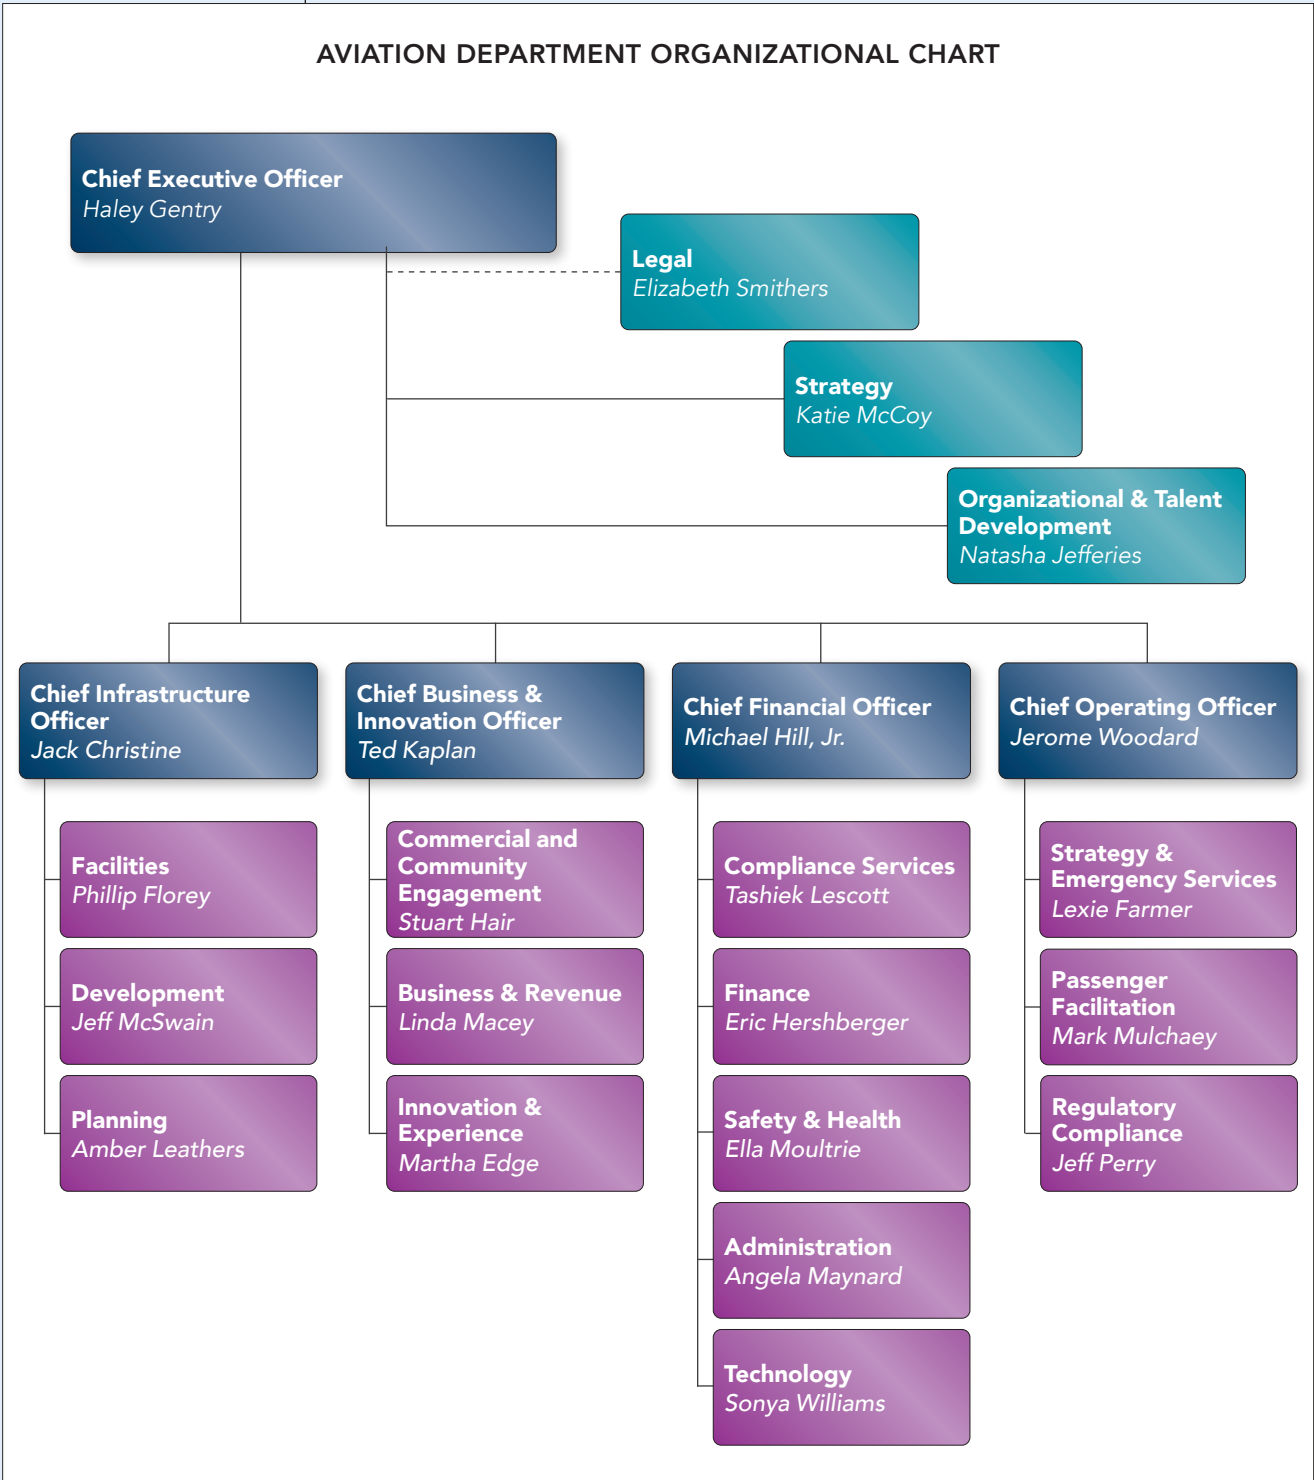 AVIATION DEPARTMENT ORGANIZATIONAL CHART
Chief Executive Officer
Haley Gentry
Legal
Elizabeth Smithers
Strategy
Katie McCoy
Organizational & Talent
Development
Natasha Jefferies
Chief Infrastructure
Officer
Jack Christine
Facilities
Phillip Florey
Development
Jeff McSwain
Planning
Amber Leathers
Chief Business &
Innovation Officer
Ted Kaplan
Commercial and
Community
Engagement
Stuart Hair
Business & Revenue
Linda Macey
Innovation &
Experience
Martha Edge
Chief Financial Officer
Michael Hill, Jr.
Compliance Services
Tashiek Lescott
Finance
Eric Hershberger
Safety & Health
Ella Moultrie
Administration
Angela Maynard
Technology
Sonya Williams
Chief Operating Officer
Jerome Woodard
Strategy &
Emergency Services
Lexie Farmer
Passenger
Facilitation
Mark Mulchaey
Regulatory
Compliance
Jeff Perry